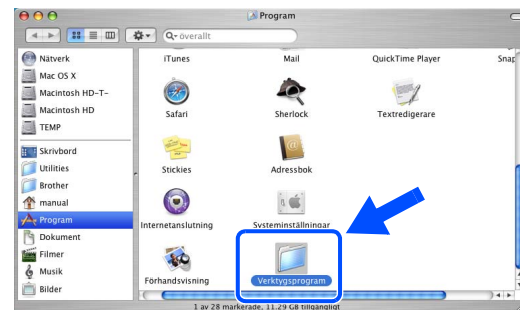 Program
överallt
Nätverk
Mac OS X
Macintosh HD-T-
Macintosh HD
TEMP
Skrivbord
Utilities
Brother
manual
Program
Dokument
Filmer
Musik
Bilder
iTunes
Mail
QuickTime Player
Snap
Safari
Sherlock
Textredigerare
Stickies
Adressbok
Internetanslutning
Systeminställningar
Förhandsvisning
Verktygsprogram
1 av 28 markerade, 11,29 GB tillgängligt